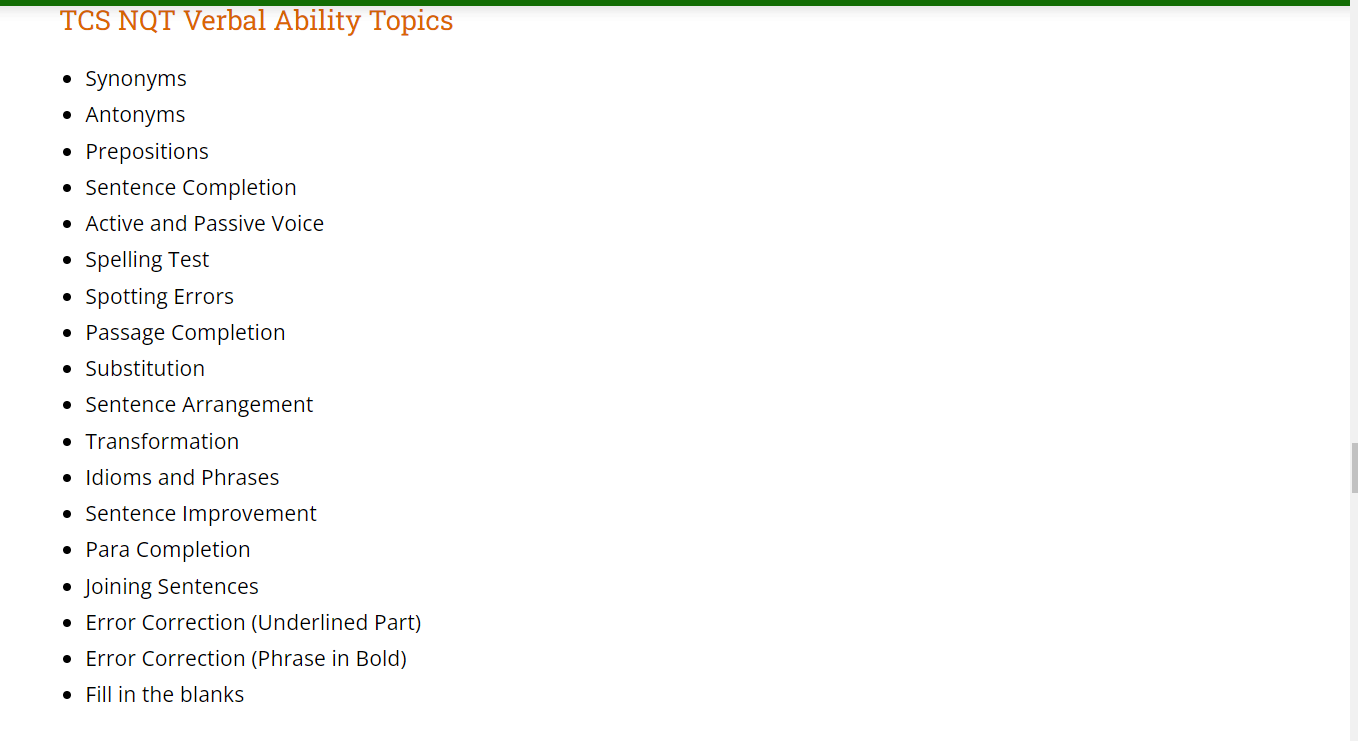 TCS NQT Verbal Ability Topics
Synonyms
Antonyms
Prepositions
Sentence Completion
Active and Passive Voice
Spelling Test
Spotting Errors
Passage Completion
Substitution
Sentence Arrangement
Transformation
Idioms and Phrases
Sentence Improvement
Para Completion
Joining Sentences
Error Correction (Underlined Part)
Error Correction (Phrase in Bold)
Fill in the blanks